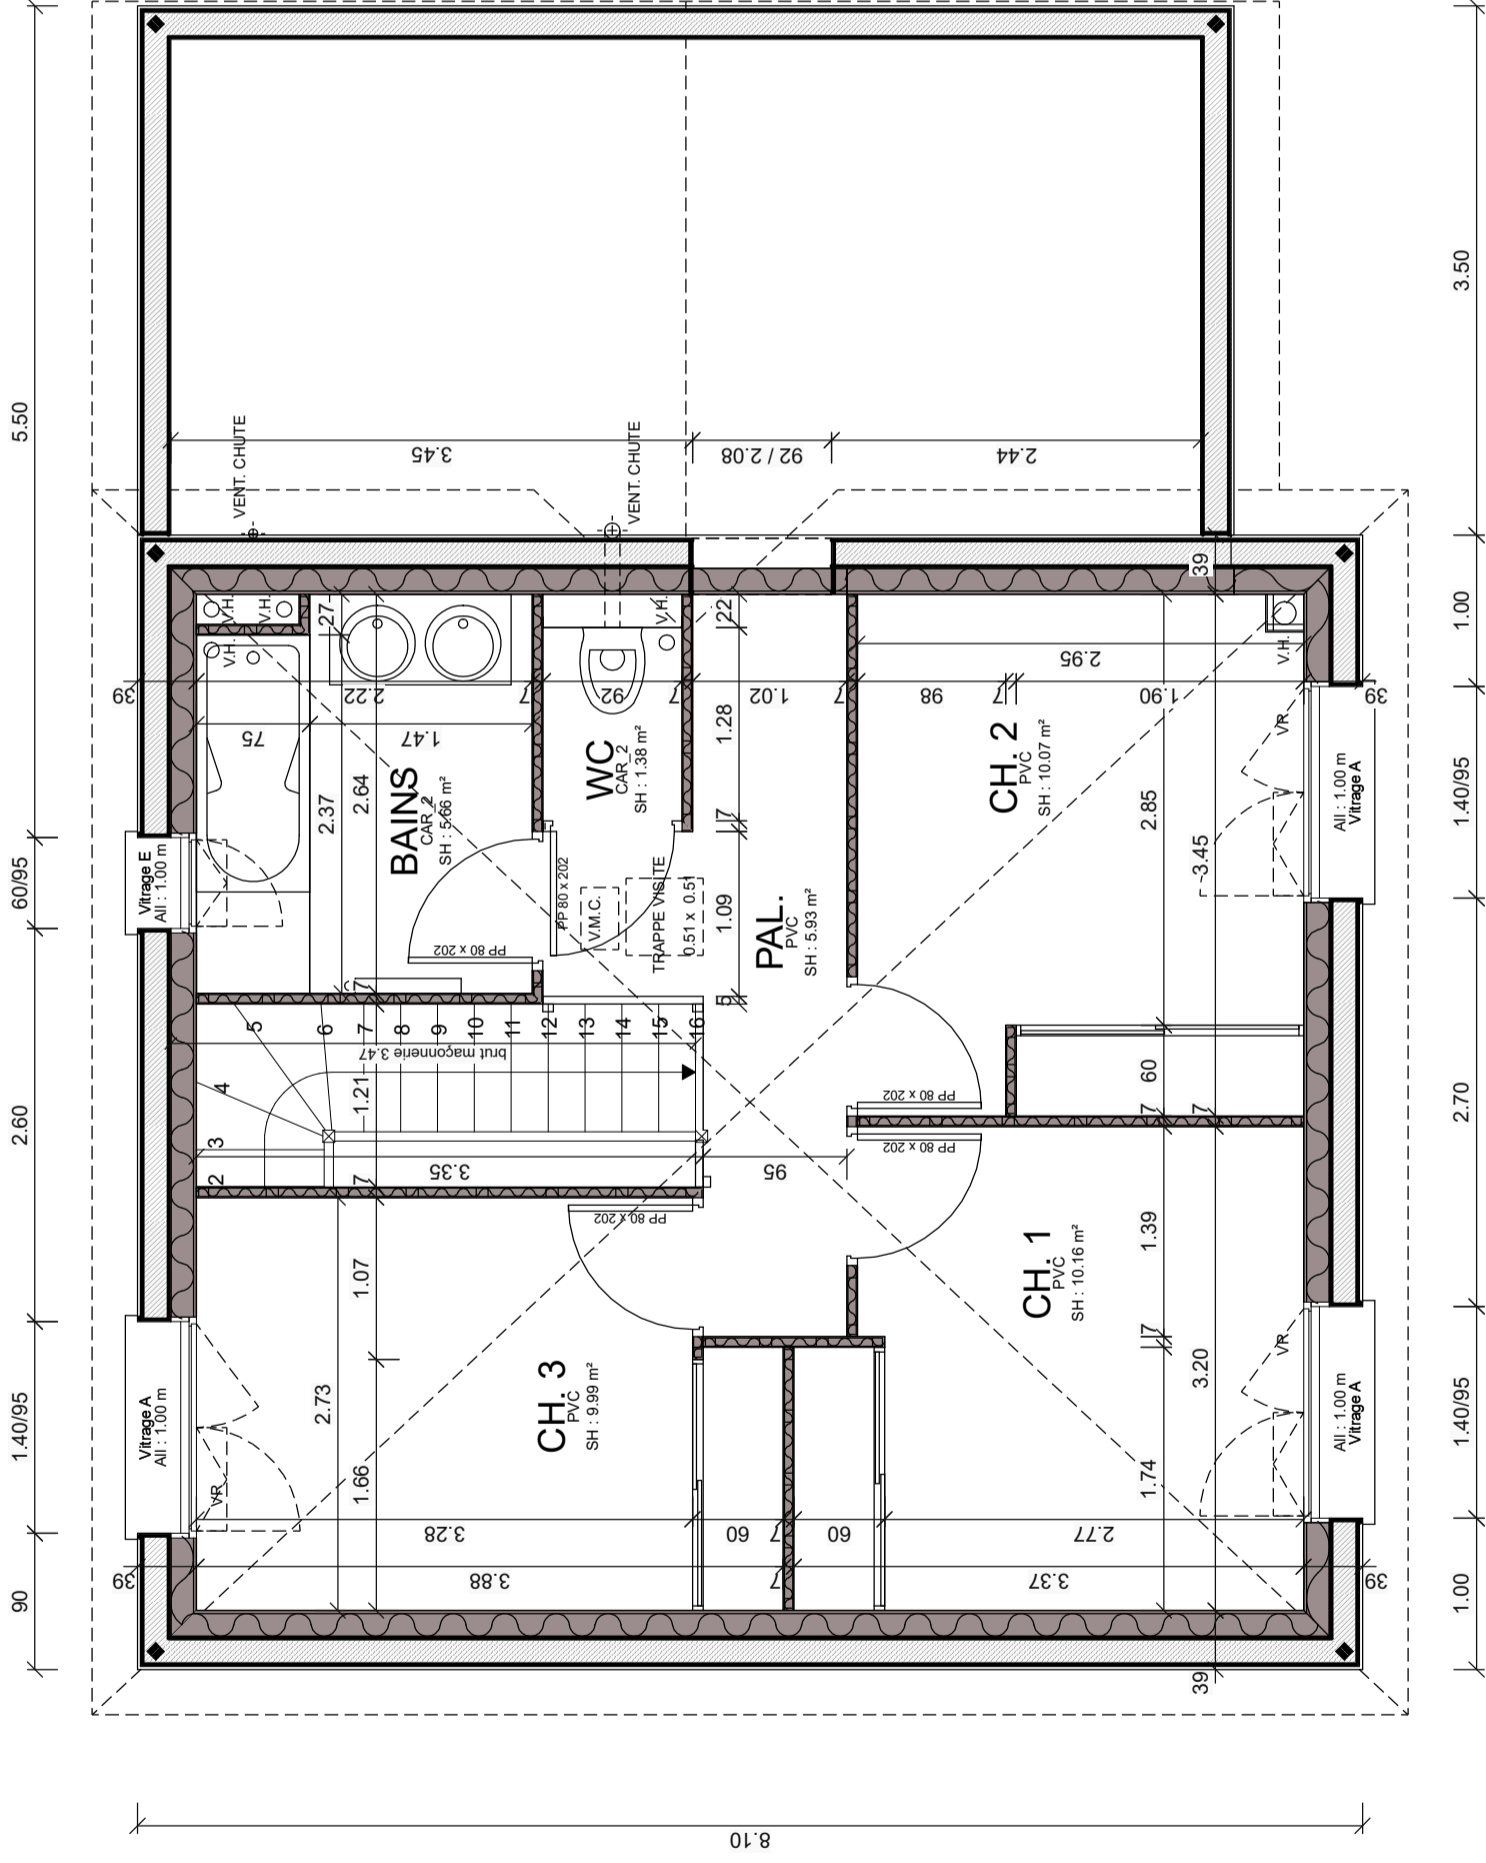 5.50
60/95
2.60
1.40/95
90
3.50
1.00
1.40/95
2.70
1.40/95
1.00
8.10
VENT. CHUTE
VENT. CHUTE
3.45
92 / 2.08
2.44
39
V.H.
V.H.
V.H.
V.H.
V.H.
27
22
39
2.22
7
92
7
1.02
7
98
7
1.90
39
2.95
75
1.47
2.37
2.64
1.28
7
1.09
5
BAINS
CAR_2
SH : 5.66 m²
WC
CAR_2
SH : 1.38 m²
PAL.
PVC
SH : 5.93 m²
CH. 2
PVC
SH : 10.07 m²
2.85
3.45
VR
Vitrage E
All : 1.00 m
All : 1.00 m
Vitrage A
PP 80 x 202
PP 80 x 202
V.M.C.
TRAPPE VISITE
0.51 x 0.51
7
2
3
4
5
6
7
8
9
10
11
12
13
14
15
16
brut maçonnerie 3.47
1.21
3.35
95
7
60
7
7
PP 80 x 202
PP 80 x 202
PP 80 x 202
1.07
2.73
1.66
CH. 3
PVC
SH : 9.99 m²
CH. 1
PVC
SH : 10.16 m²
1.39
7
3.20
1.74
VR
VR
Vitrage A
All : 1.00 m
All : 1.00 m
Vitrage A
3.28
60
7
60
2.77
39
3.88
7
3.37
39
39